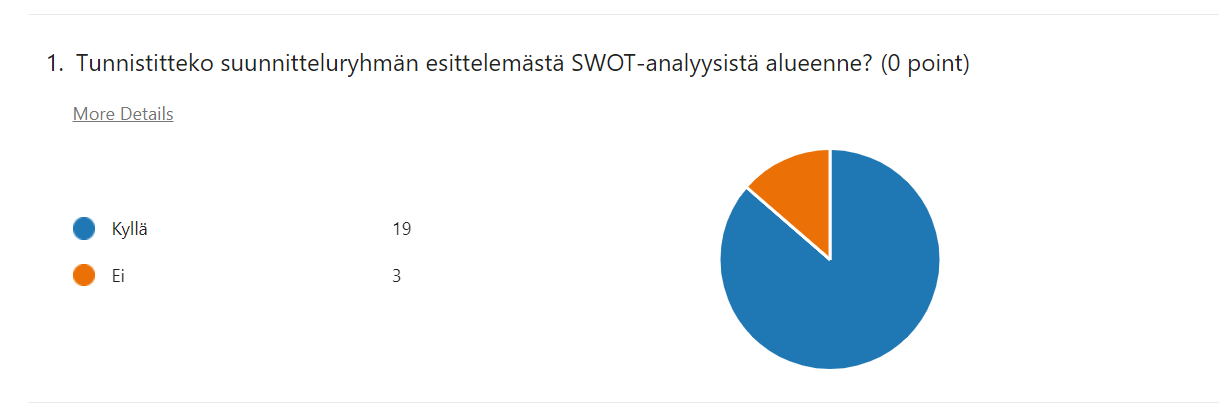 1. Tunnistitteko suunnitteluryhmän esittelemästä SWOT-analyysistä alueenne? (0 point)
More Details
Kyllä 19
Ei 3